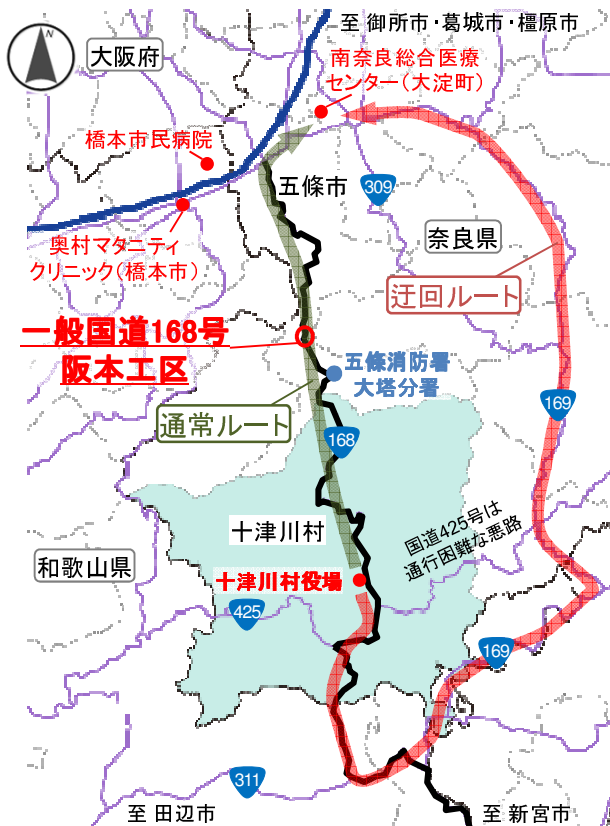 N
至 御所市・葛城市・橿原市
大阪府
南奈良総合医療
センター(大淀町)
橋本市民病院
五條市
309
奈良県
奥村マタニティ
クリニック(橋本市)
迂回ルート
一般国道168号
阪本工区
五條消防署
大塔分署
169
通常ルート
168
十津川村
国道425号は
通行困難な悪路
和歌山県
十津川村役場
425
169
311
至 田辺市
至 新宮市